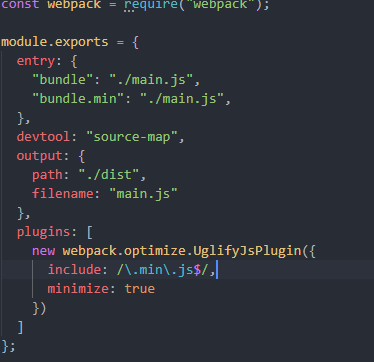 const webpack = require("webpack");
module.exports = {
entry: {
"bundle": "./main.js",
"bundle.min": "./main.js",
},
devtool: "source-map",
output: {
path: "./dist",
filename: "main.js"
},
plugins: [
new webpack.optimize.UglifyJsPlugin({
include: /\.min\.js$/,
minimize: true
})
]
};